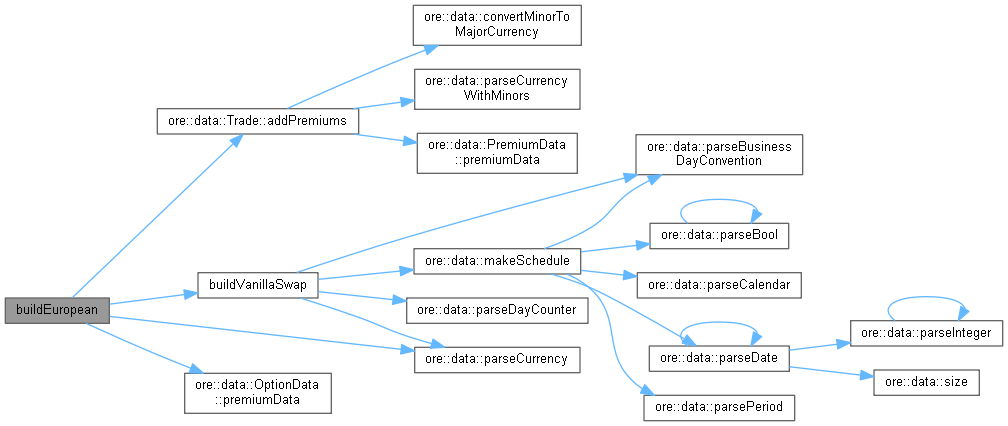 ore::data::convertMinorTo
MajorCurrency
ore::data::parseCurrency
WithMinors
ore::data::Trade::addPremiums
ore::data::PremiumData
::premiumData
ore::data::parseBusiness
DayConvention
ore::data::parseBool
ore::data::makeSchedule
buildVanillaSwap
ore::data::parseCalendar
buildEuropean
ore::data::parseDayCounter
ore::data::parseInteger
ore::data::parseCurrency
ore::data::parseDate
ore::data::size
ore::data::OptionData
::premiumData
ore::data::parsePeriod